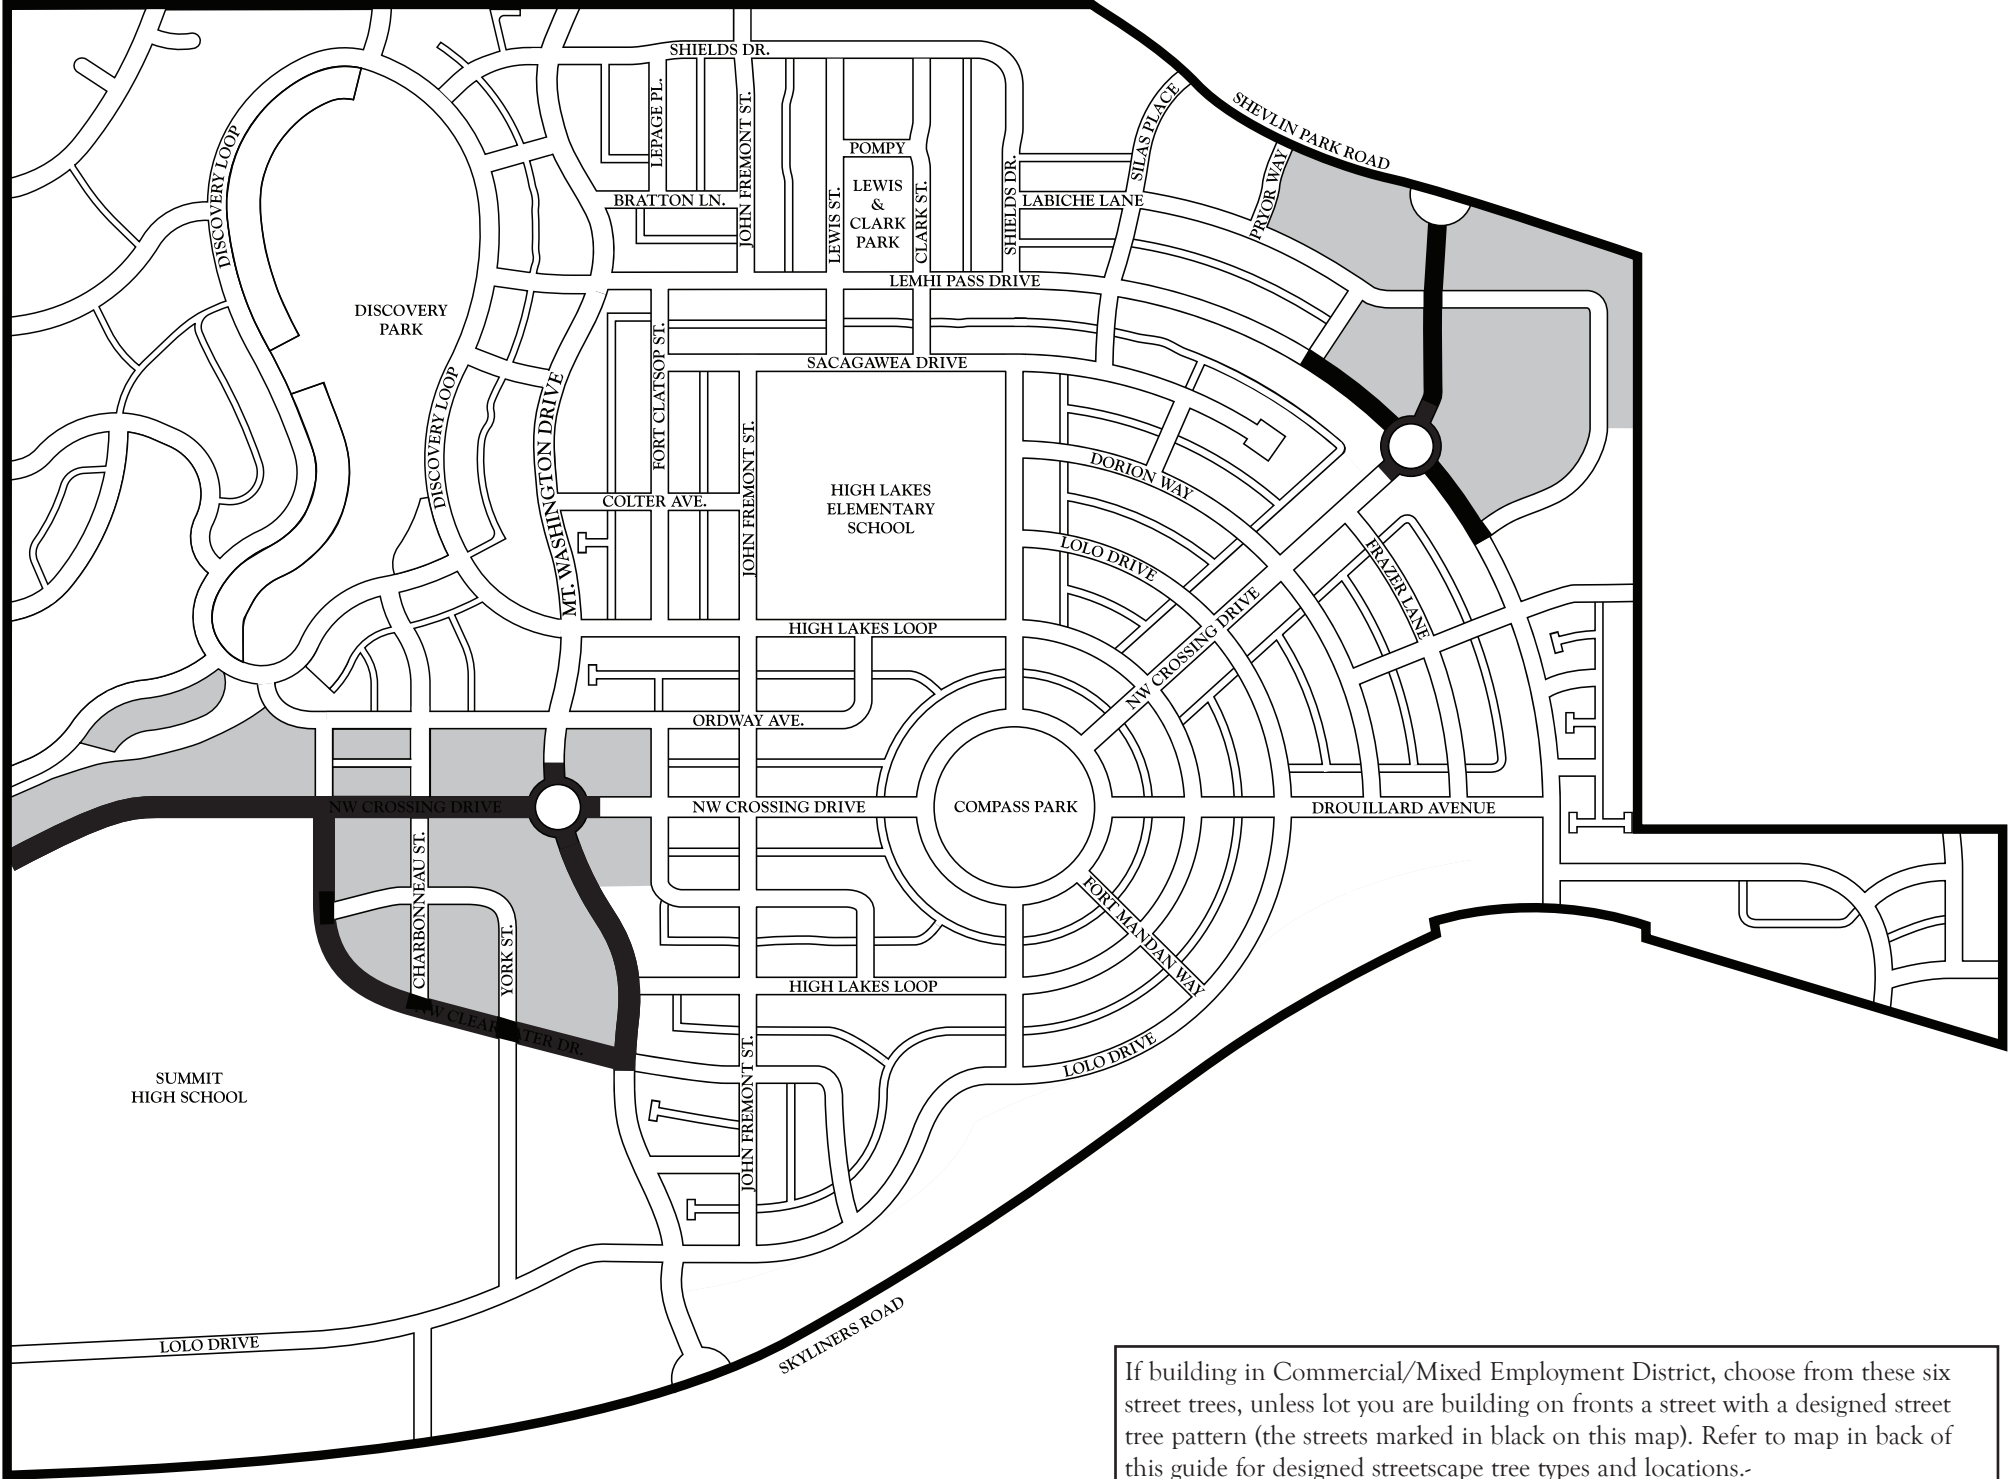 SHIELDS DR.
SHEVLIN PARK ROAD
SILAS PLACE
LEPAGE PL.
JOHN FREMONT ST.
DISCOVERY LOOP
POMPY
LEWIS
&
CLARK
PARK
LEWIS ST.
CLARK ST.
SHIELDS DR.
PRYOR WAY
BRATTON LN.
LABICHE LANE
LEMHI PASS DRIVE
DISCOVERY
PARK
FORT CLATSOP ST.
SACAGAWEA DRIVE
DISCOVERY LOOP
MT. WASHINGTON DRIVE
JOHN FREMONT ST.
DORION WAY
HIGH LAKES
ELEMENTARY
SCHOOL
COLTER AVE.
LOLO DRIVE
FRAZER LANE
HIGH LAKES LOOP
NW CROSSING DRIVE
ORDWAY AVE.
NW CROSSING DRIVE
NW CROSSING DRIVE
COMPASS PARK
DROUILLARD AVENUE
CHARBONNEAU ST.
FORT MANDAN WAY
YORK ST.
HIGH LAKES LOOP
NW CLEARWATER DR.
JOHN FREMONT ST.
LOLO DRIVE
SUMMIT
HIGH SCHOOL
SKYLINERS ROAD
LOLO DRIVE
If building in Commercial/Mixed Employment District, choose from these six
street trees, unless lot you are building on fronts a street with a designed street
tree pattern (the streets marked in black on this map). Refer to map in back of
this guide for designed streetscape tree types and locations.-